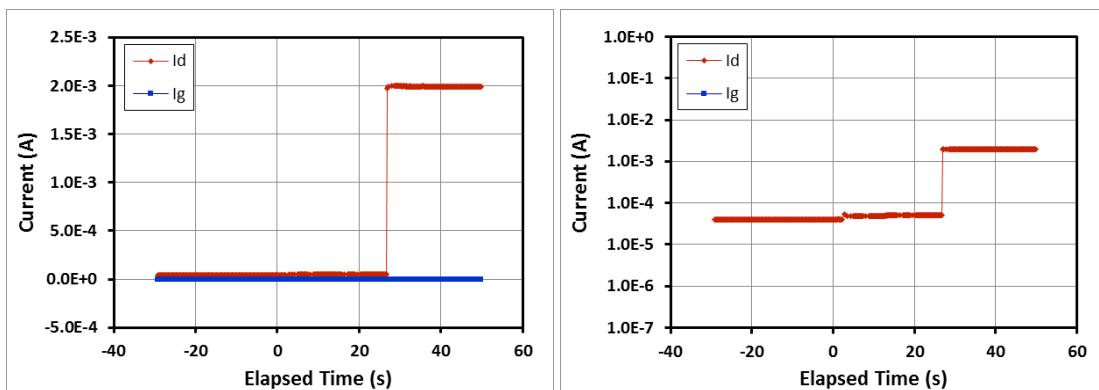 2.5E-3
2.0E-3
1.5E-3
1.0E-3
5.0E-4
0.0E+0
-5.0E-4
Current (A)
Id
Ig
-40 -20 0 20 40 60
Elapsed Time (s)
1.0E+0
1.0E-1
1.0E-2
1.0E-3
1.0E-4
1.0E-5
1.0E-6
1.0E-7
Current (A)
Id
Ig
-40 -20 0 20 40 60
Elapsed Time (s)